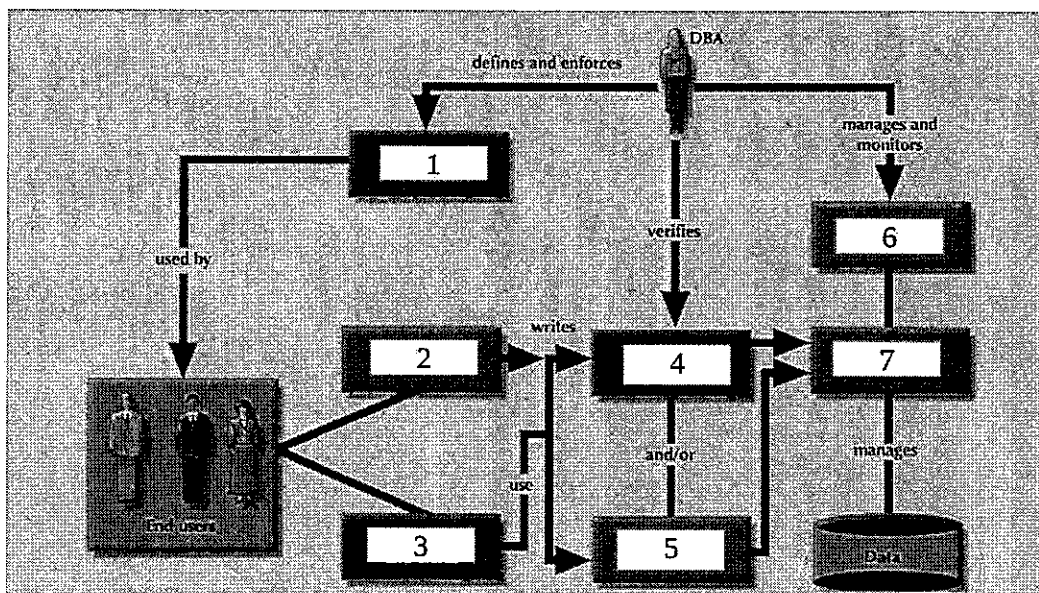 DBA
defines and enforces
manages and
monitors
1
6
used by
verifies
writes
2
4
7
and/or
manages
use
End users
3
5
Data